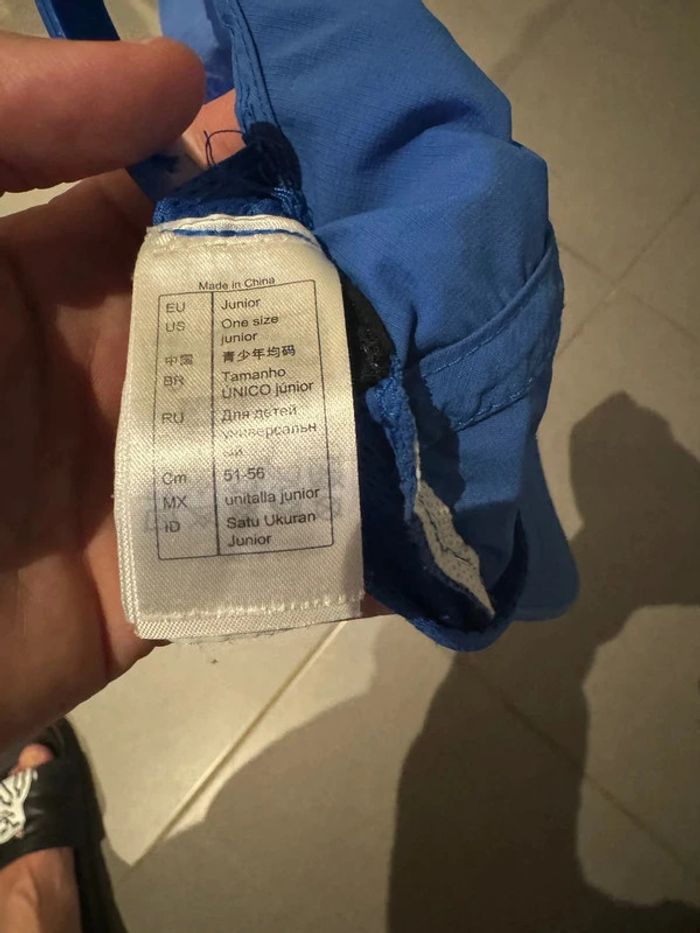 Made in China
EU Junior
US One size
junior
中国 青少年均码
BR Tamanho
ÚNICO júnior
RU Для детей
универсальн
ый
Cm 51-56
MX unitalla junior
ID Satu Ukuran
Junior